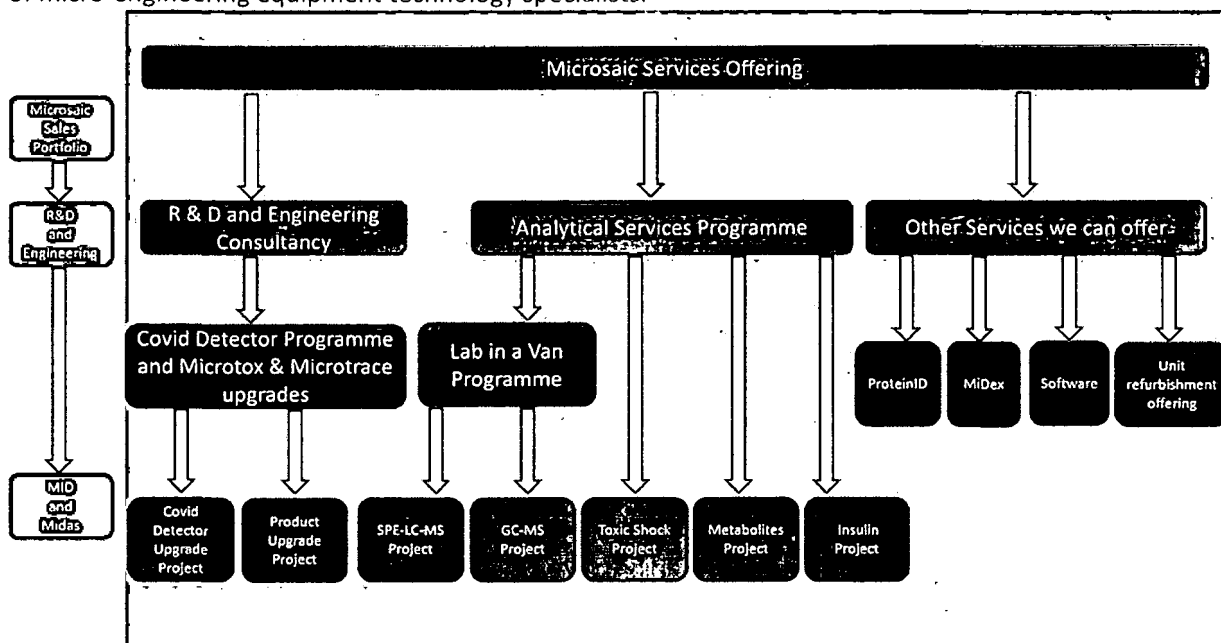 of micro-engineering equipment technology specialists.
Microsaic Services Offering
Microsaic
Sales
Portfolio
R&D
and
Engineering
R & D and Engineering
Consultancy
Analytical Services Programme
Other Services we can offer
Covid Detector Programme
and Microtox & Microtrace
upgrades
Lab in a Van
Programme
ProteinID
MiDex
Software
Unit
refurbishment
offering
MID
and
Midas
Covid
Detector
Upgrade
Project
Product
Upgrade
Project
SPE-LC-MS
Project
GC-MS
Project
Toxic Shock
Project
Metabolites
Project
Insulin
Project